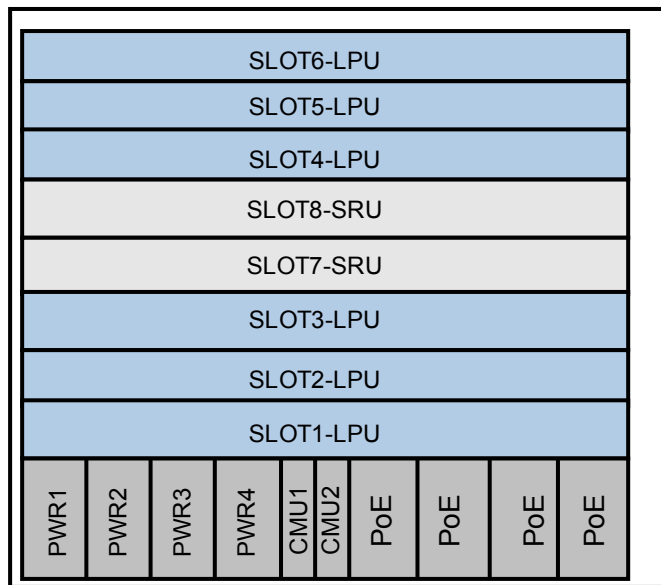 SLOT6-LPU
SLOT5-LPU
SLOT4-LPU
SLOT8-SRU
SLOT7-SRU
SLOT3-LPU
SLOT2-LPU
SLOT1-LPU
PWR1
PWR2
PWR3
PWR4
CMU1
CMU2
PoE
PoE
PoE
PoE